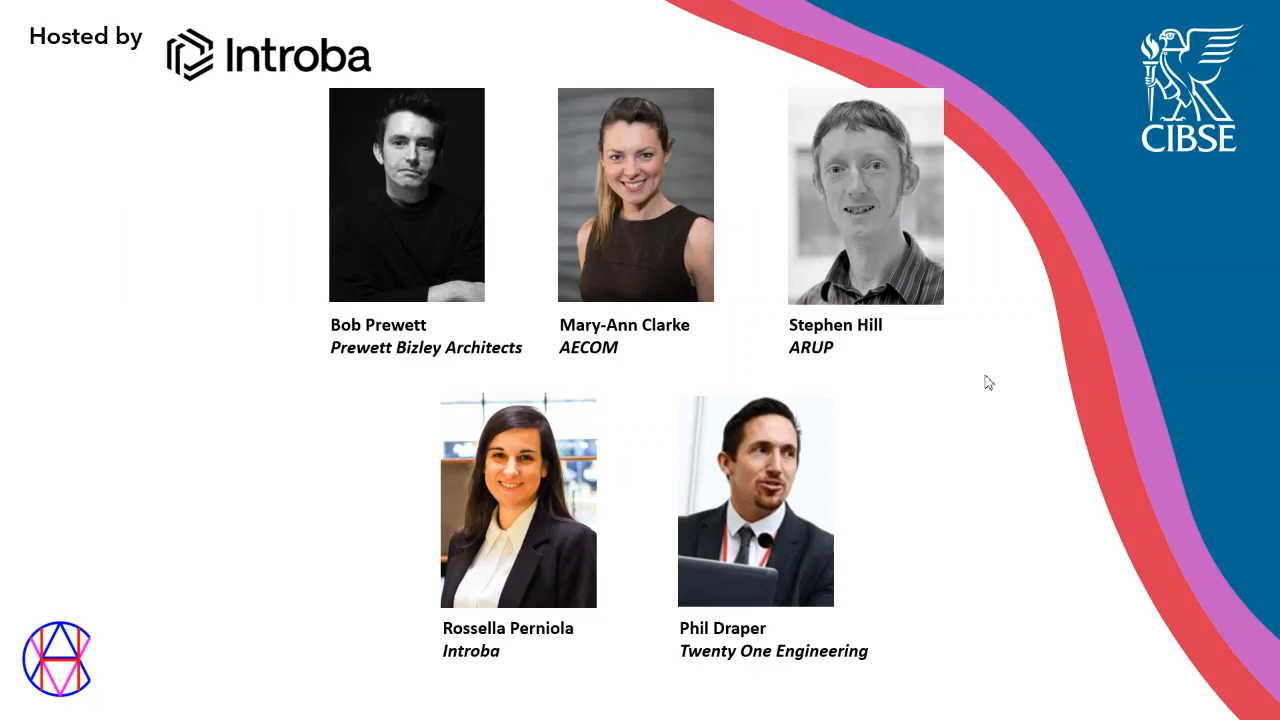 Hosted by
Introba
CIBSE
Bob Prewett
Prewett Bizley Architects
Mary-Ann Clarke
AECOM
Stephen Hill
ARUP
Rossella Perniola
Introba
Phil Draper
Twenty One Engineering